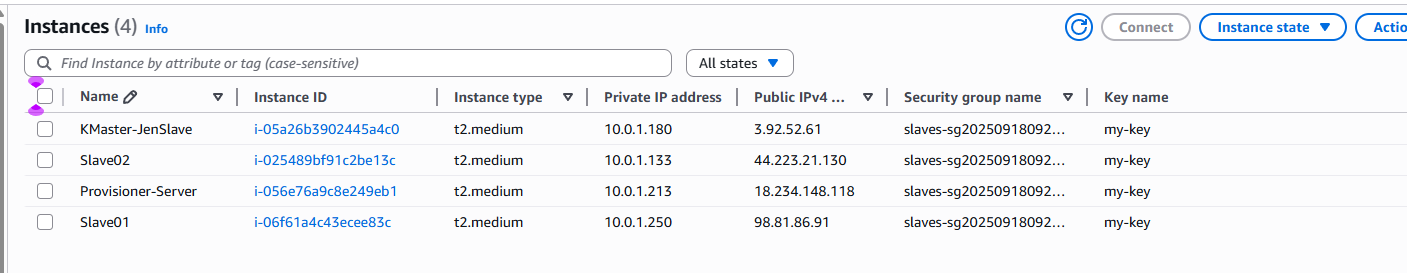 Instances (4) Info Connect Instance state Actio
Find Instance by attribute or tag (case-sensitive) All states
Name Instance ID Instance type Private IP address Public IPv4 ... Security group name Key name
KMaster-JenSlave i-05a26b3902445a4c0 t2.medium 10.0.1.180 3.92.52.61 slaves-sg20250918092... my-key
Slave02 i-025489bf91c2be13c t2.medium 10.0.1.133 44.223.21.130 slaves-sg20250918092... my-key
Provisioner-Server i-056e76a9c8e249eb1 t2.medium 10.0.1.213 18.234.148.118 slaves-sg20250918092... my-key
Slave01 i-06f61a4c43ecee83c t2.medium 10.0.1.250 98.81.86.91 slaves-sg20250918092... my-key